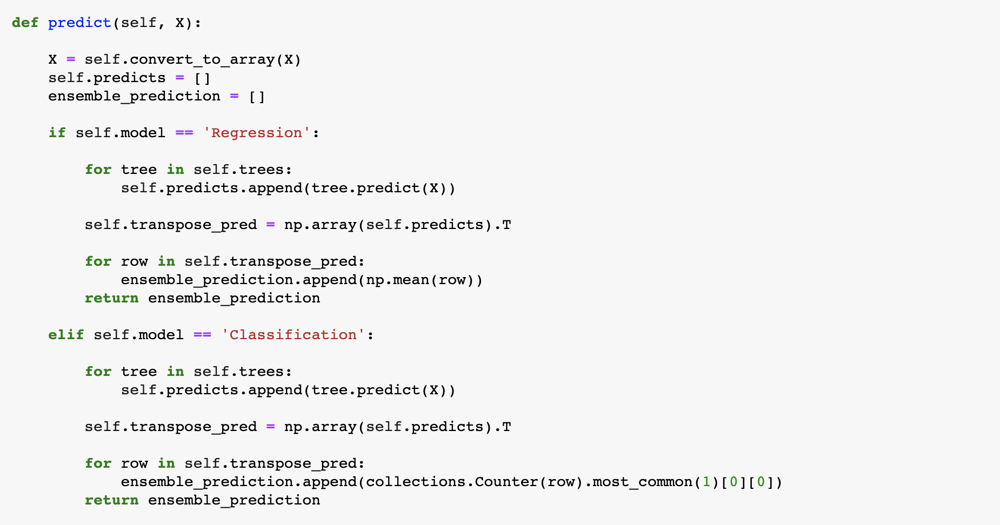 def predict(self, X):
X = self.convert_to_array(X)
self.predicts = []
ensemble_prediction = []
if self.model == 'Regression':
for tree in self.trees:
self.predicts.append(tree.predict(X))
self.transpose_pred = np.array(self.predicts).T
for row in self.transpose_pred:
ensemble_prediction.append(np.mean(row))
return ensemble_prediction
elif self.model == 'Classification':
for tree in self.trees:
self.predicts.append(tree.predict(X))
self.transpose_pred = np.array(self.predicts).T
for row in self.transpose_pred:
ensemble_prediction.append(collections.Counter(row).most_common(1)[0][0])
return ensemble_prediction